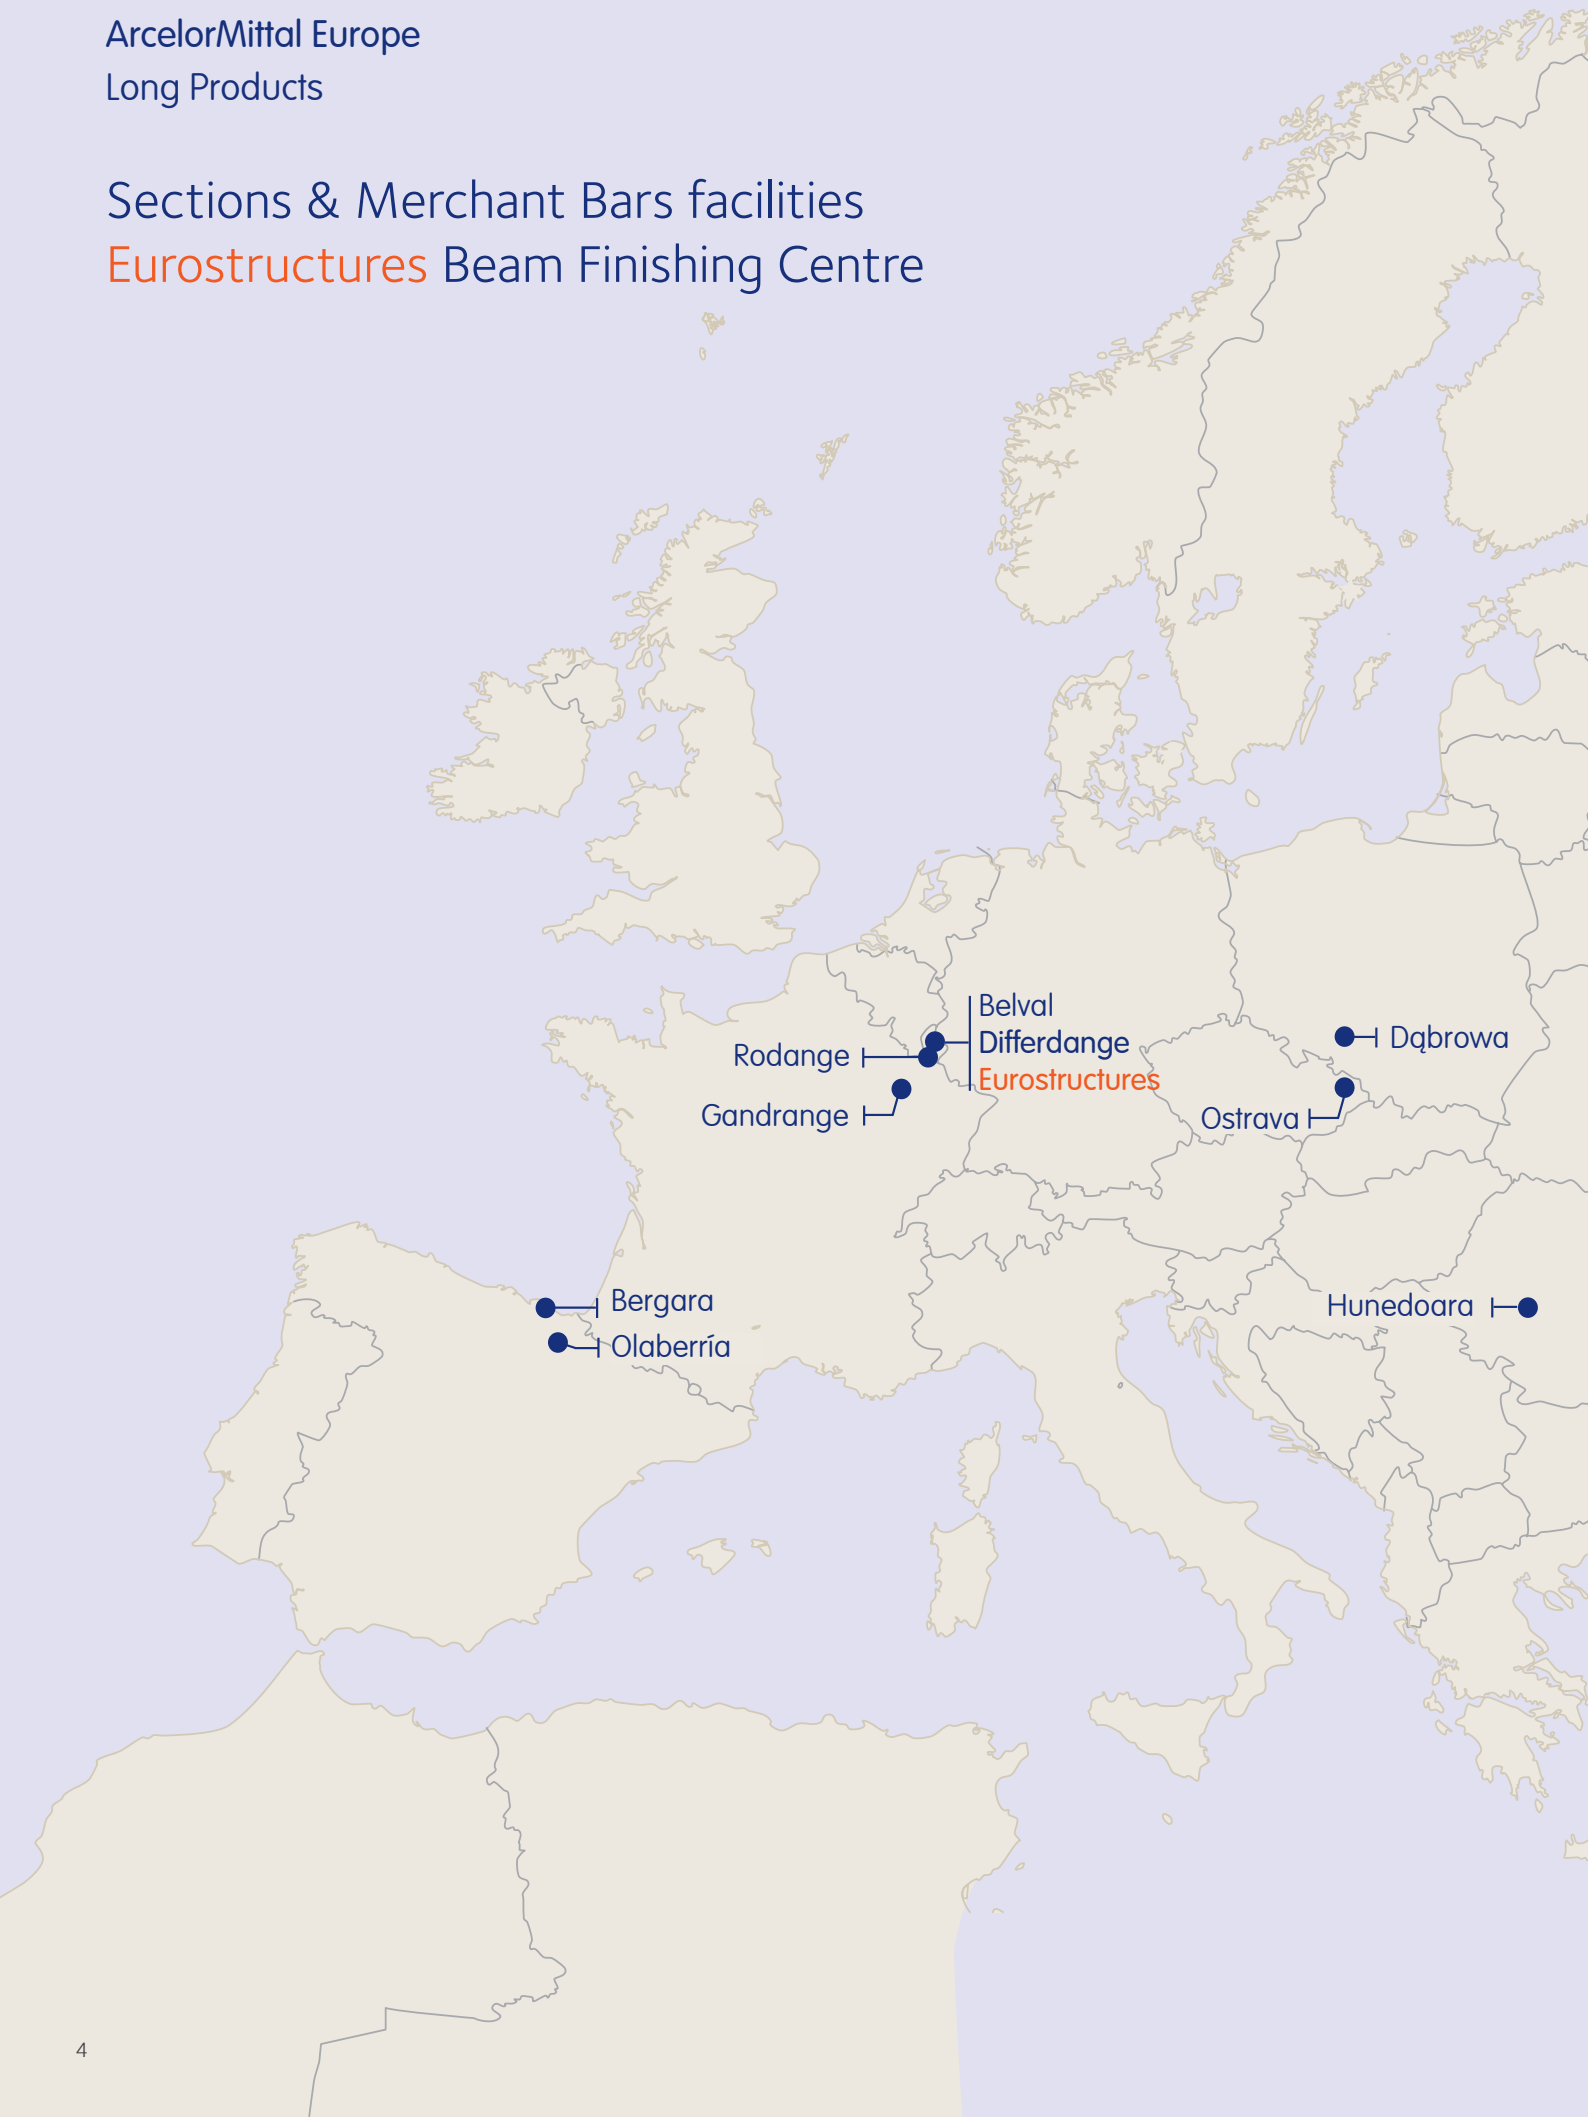 ArcelorMittal Europe
Long Products
Sections & Merchant Bars facilities
Eurostructures Beam Finishing Centre
Belval
Differdange
Eurostructures
Rodange
Gandrange
Dąbrowa
Ostrava
Bergara
Olaberría
Hunedoara
4